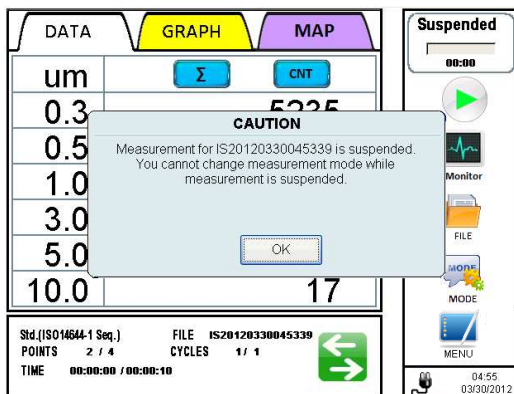 DATA GRAPH MAP
Suspended
00:00
um Σ CNT
0.3
0.5
1.0
3.0
5.0
10.0 17
CAUTION
Measurement for IS20120330045339 is suspended.
You cannot change measurement mode while
measurement is suspended.
OK
Monitor
FILE
MODE
MODE
MENU
Std.(ISO14644-1 Seq.) FILE IS20120330045339
POINTS 2 / 4 CYCLES 1/ 1
TIME 00:00:00 / 00:00:10
04:55
03/30/2012